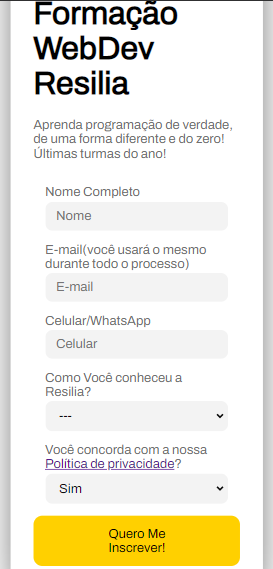 Formação
WebDev
Resilia
Aprenda programação de verdade,
de uma forma diferente e do zero!
Últimas turmas do ano!
Nome Completo
Nome
E-mail(você usará o mesmo
durante todo o processo)
E-mail
Celular/WhatsApp
Celular
Como Você conheceu a
Resilia?
---
Você concorda com a nossa
Política de privacidade?
Sim
Quero Me
Inscrever!